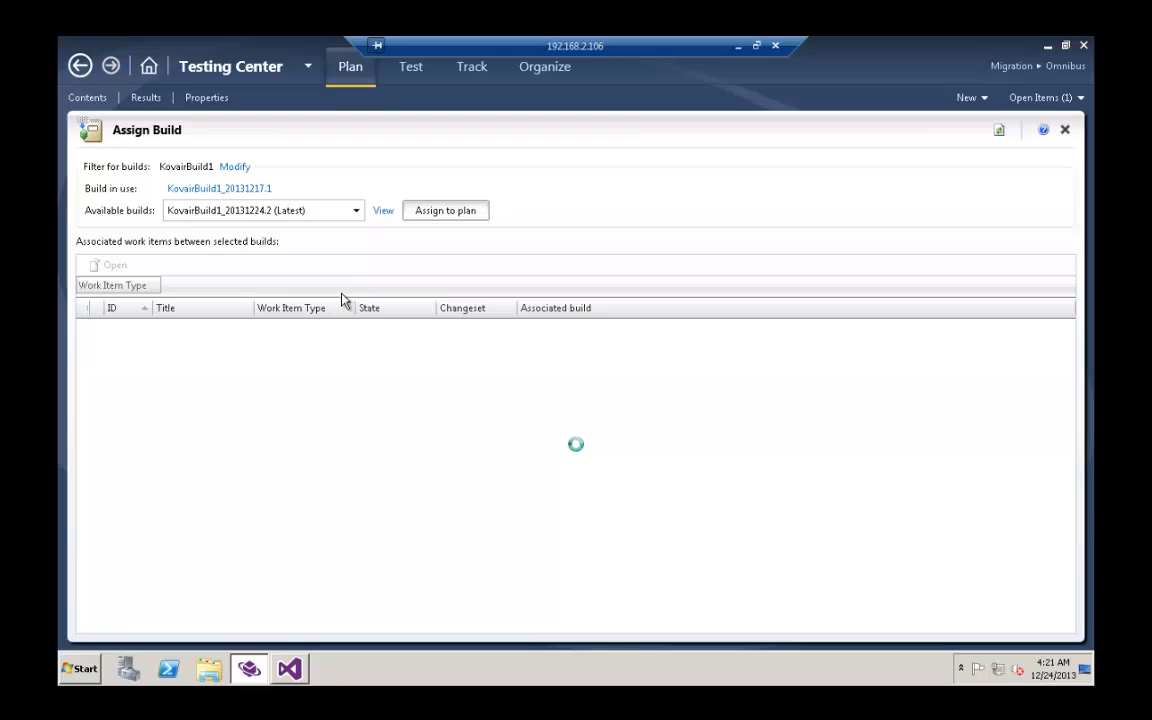 192.168.2.106
Testing Center Plan Test Track Organize Migration ▸ Omnibus
Contents | Results | Properties New Open Items (1)
Assign Build
Filter for builds: KovairBuild1 Modify
Build in use: KovairBuild1_20131217.1
Available builds: KovairBuild1_20131224.2 (Latest) View Assign to plan
Associated work items between selected builds:
Open
Work Item Type
ID Title Work Item Type State Changeset Associated build
Start 4:21 AM
12/24/2013